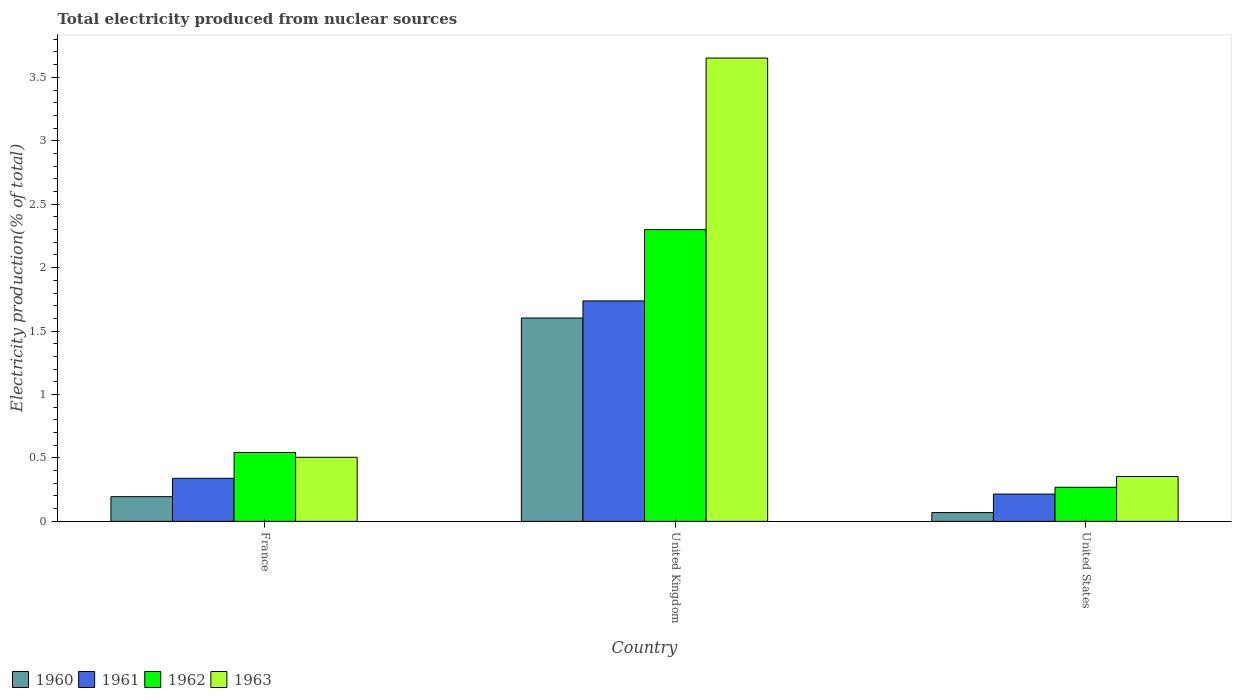 Total electricity produced from nuclear sources
Electricity production(% of total)
3.5
3
2.5
2
1.5
1
0.5
0
France
United Kingdom
United States
Country
1960
1961
1962
1963